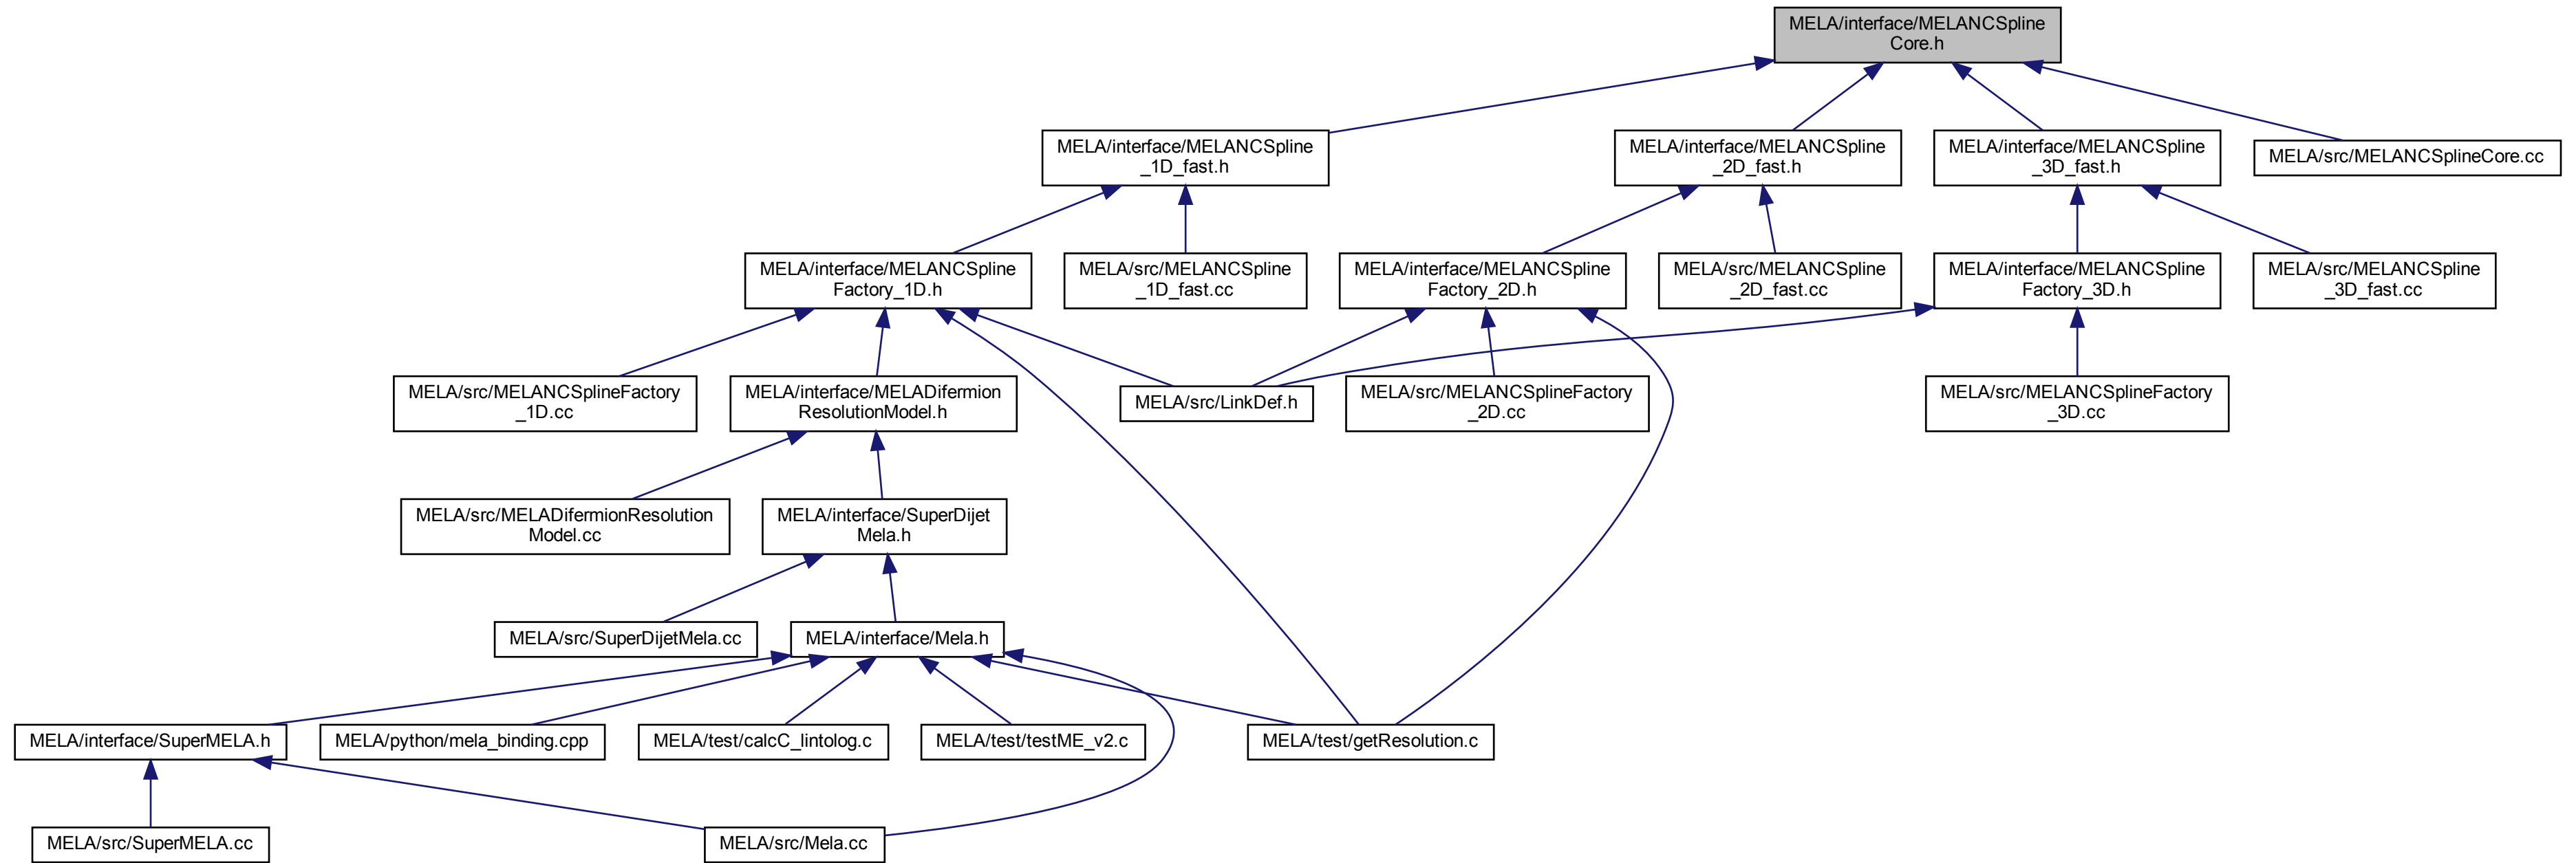 MELA/interface/MELANCSpline
Core.h
MELA/interface/MELANCSpline
_1D_fast.h
MELA/interface/MELANCSpline
_2D_fast.h
MELA/interface/MELANCSpline
_3D_fast.h
MELA/src/MELANCSplineCore.cc
MELA/interface/MELANCSpline
Factory_1D.h
MELA/src/MELANCSpline
_1D_fast.cc
MELA/interface/MELANCSpline
Factory_2D.h
MELA/src/MELANCSpline
_2D_fast.cc
MELA/interface/MELANCSpline
Factory_3D.h
MELA/src/MELANCSpline
_3D_fast.cc
MELA/src/MELANCSplineFactory
_1D.cc
MELA/interface/MELADifermion
ResolutionModel.h
MELA/src/LinkDef.h
MELA/src/MELANCSplineFactory
_2D.cc
MELA/src/MELANCSplineFactory
_3D.cc
MELA/src/MELADifermionResolution
Model.cc
MELA/interface/SuperDijet
Mela.h
MELA/src/SuperDijetMela.cc
MELA/interface/Mela.h
MELA/interface/SuperMELA.h
MELA/python/mela_binding.cpp
MELA/test/calcC_lintolog.c
MELA/test/testME_v2.c
MELA/test/getResolution.c
MELA/src/SuperMELA.cc
MELA/src/Mela.cc